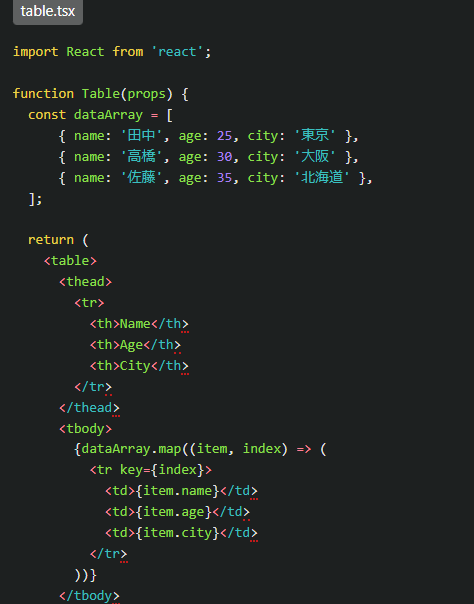 table.tsx
import React from 'react';
function Table(props) {
const dataArray = [
{ name: '田中', age: 25, city: '東京' },
{ name: '高橋', age: 30, city: '大阪' },
{ name: '佐藤', age: 35, city: '北海道' },
];
return (
<table>
<thead>
<tr>
<th>Name</th>
<th>Age</th>
<th>City</th>
</tr>
</thead>
<tbody>
{dataArray.map((item, index) => (
<tr key={index}>
<td>{item.name}</td>
<td>{item.age}</td>
<td>{item.city}</td>
</tr>
))}
</tbody>